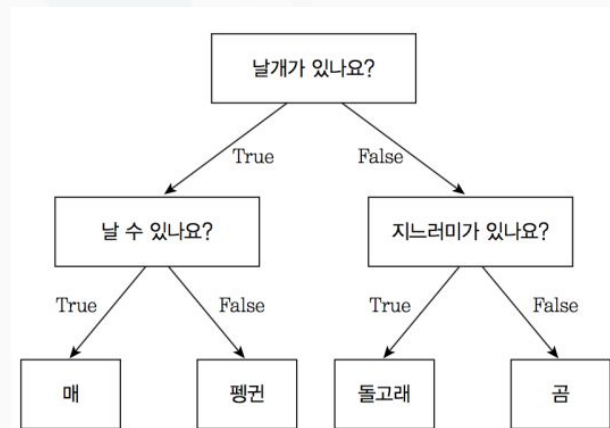 날개가 있나요?
True
False
날 수 있나요?
지느러미가 있나요?
True
False
True
False
매
펭귄
돌고래
곰